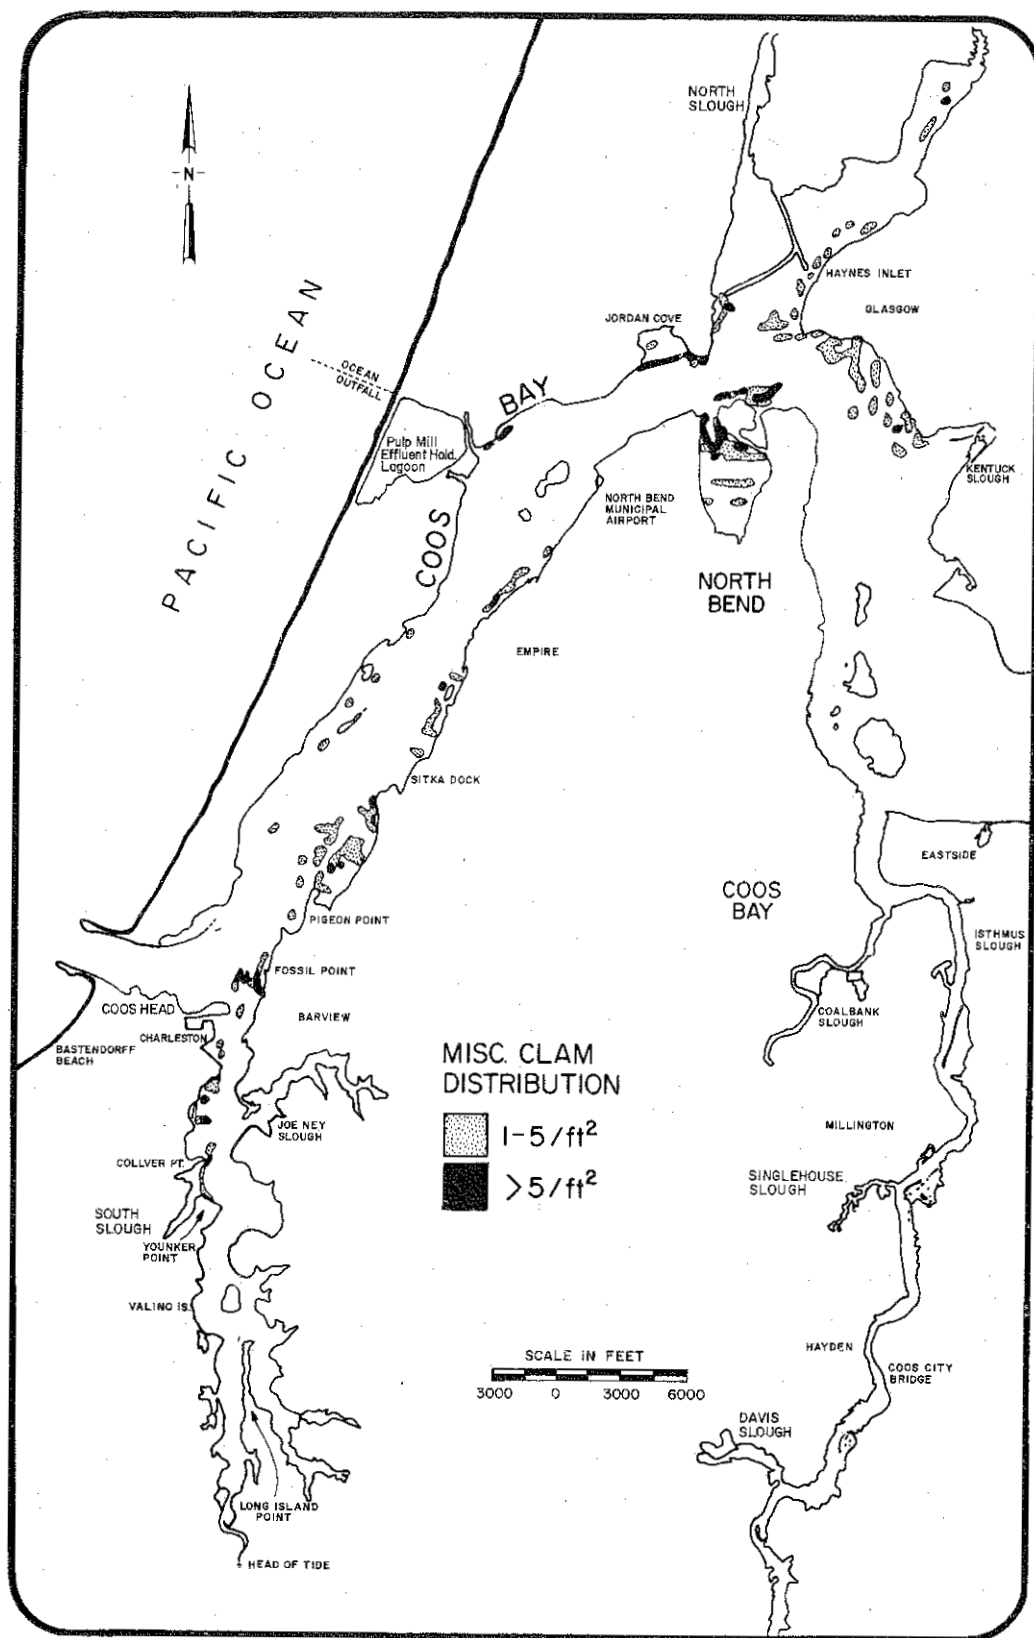 NORTH
SLOUGH
-N-
HAYNES INLET
GLASGOW
JORDAN COVE
PACIFIC OCEAN
OCEAN
OUTFALL
COOS BAY
Pulp Mill
Effluent Hold.
Lagoon
KENTUCK
SLOUGH
NORTH BEND
MUNICIPAL
AIRPORT
NORTH
BEND
EMPIRE
SITKA DOCK
EASTSIDE
COOS
BAY
PIGEON POINT
ISTHMUS
SLOUGH
FOSSIL POINT
COOS HEAD
BARVIEW
COALBANK
SLOUGH
CHARLESTON
BASTENDORFF
BEACH
MISC. CLAM
DISTRIBUTION
1-5/ft²
>5/ft²
JOE NEY
SLOUGH
MILLINGTON
COLLVER PT.
SINGLEHOUSE
SLOUGH
SOUTH
SLOUGH
YOUNKER
POINT
VALINO IS.
HAYDEN
SCALE IN FEET
3000 0 3000 6000
COOS CITY
BRIDGE
DAVIS
SLOUGH
LONG ISLAND
POINT
HEAD OF TIDE